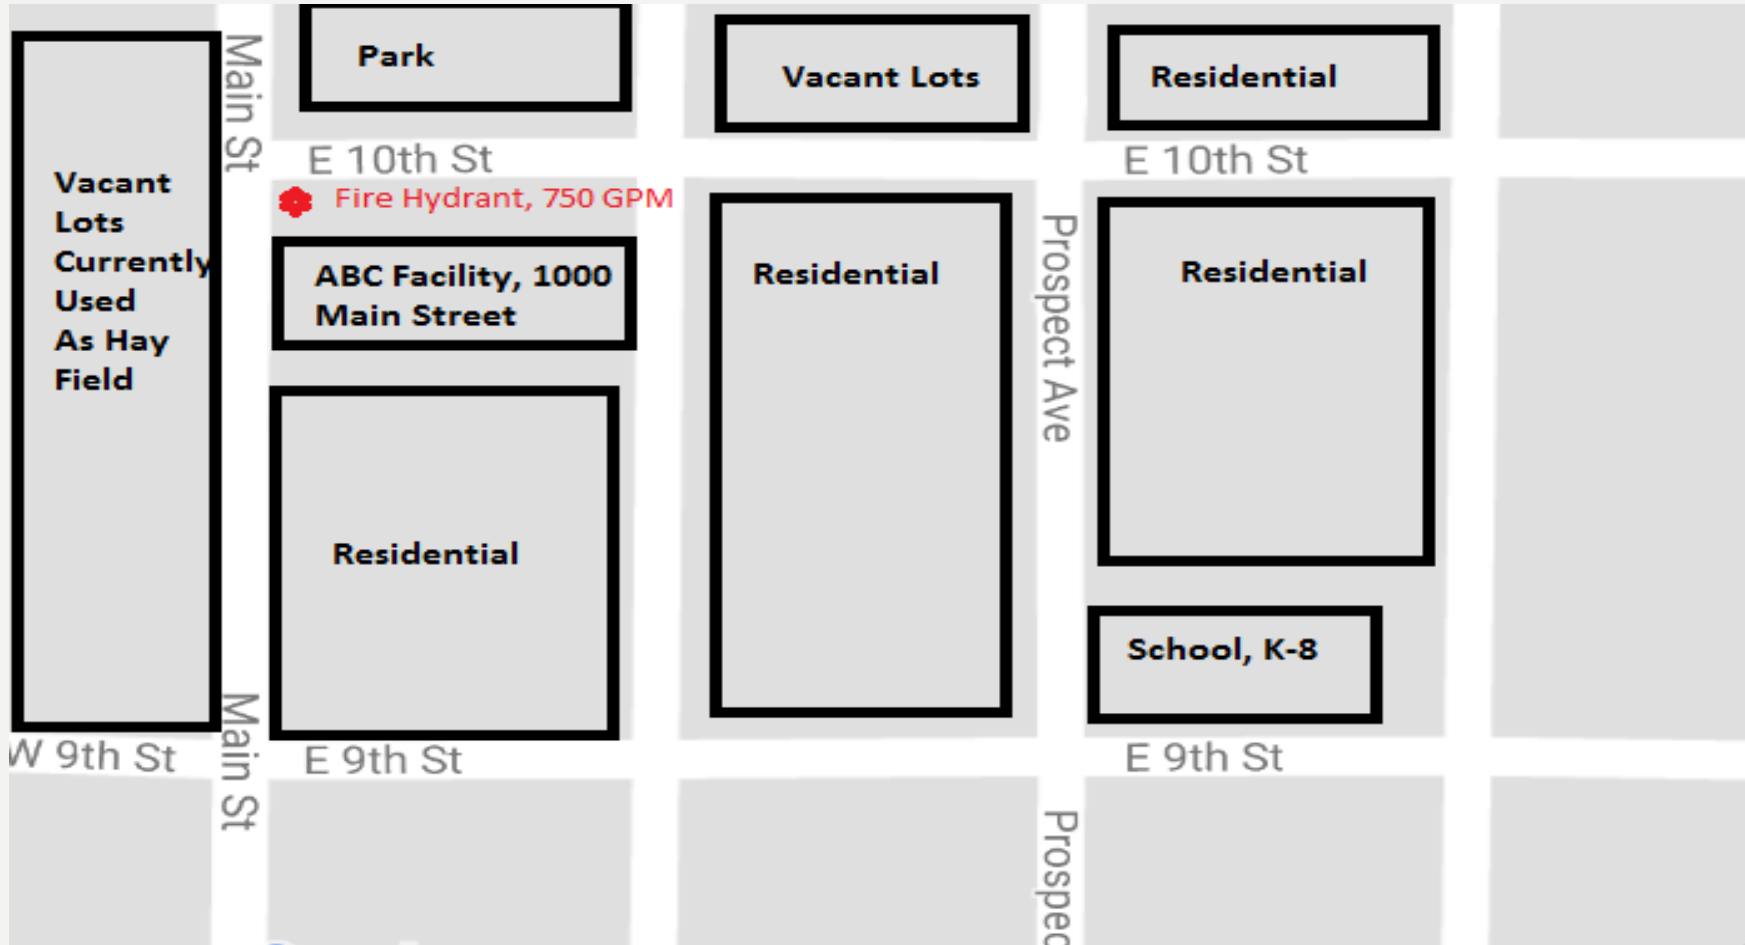 Park
Vacant Lots
Residential
Main St
E 10th St
E 10th St
Vacant
Lots
Currently
Used
As Hay
Field
Fire Hydrant, 750 GPM
ABC Facility, 1000
Main Street
Residential
Residential
Prospect Ave
Residential
School, K-8
Main St
W 9th St
E 9th St
E 9th St
Prospec